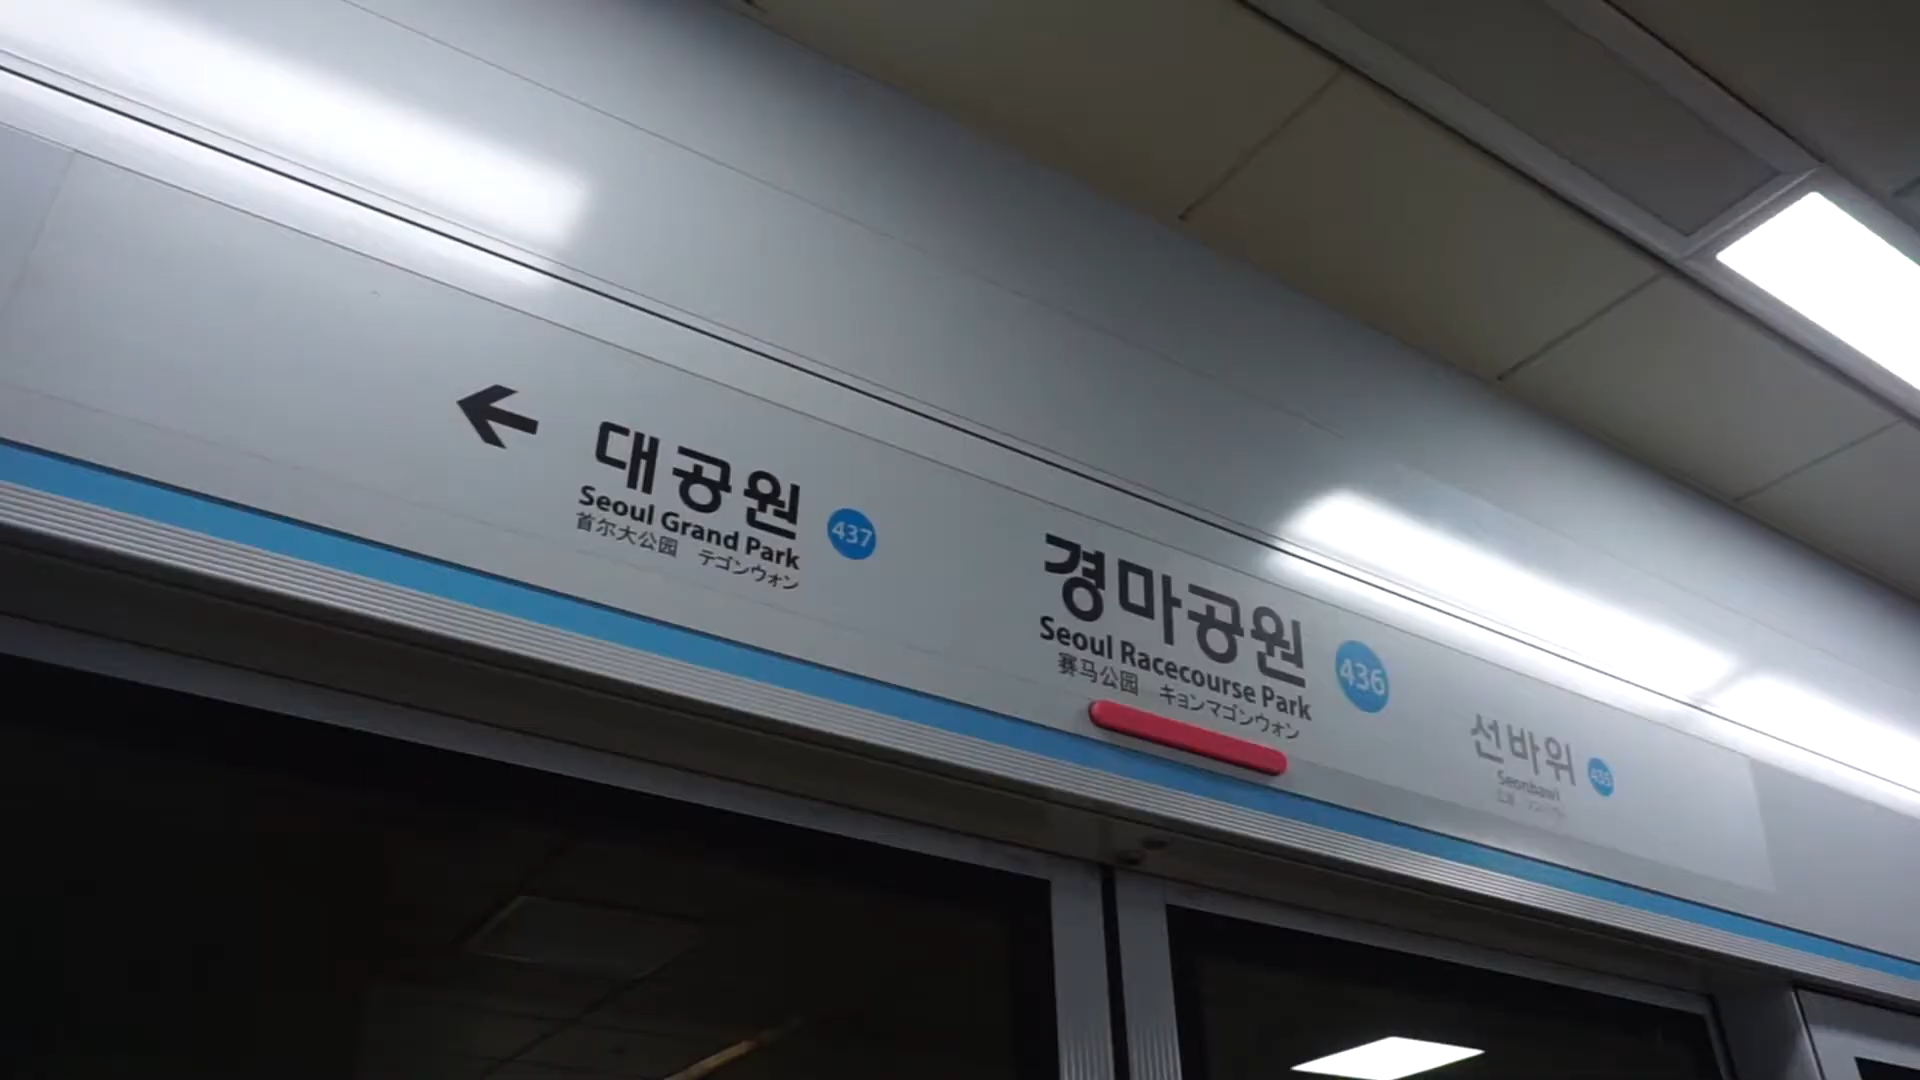 대공원 437
Seoul Grand Park
首尔大公园 テゴンウォン
경마공원 436
Seoul Racecourse Park
赛马公园 キョンマゴンウォン
선바위 435
Seonbawi